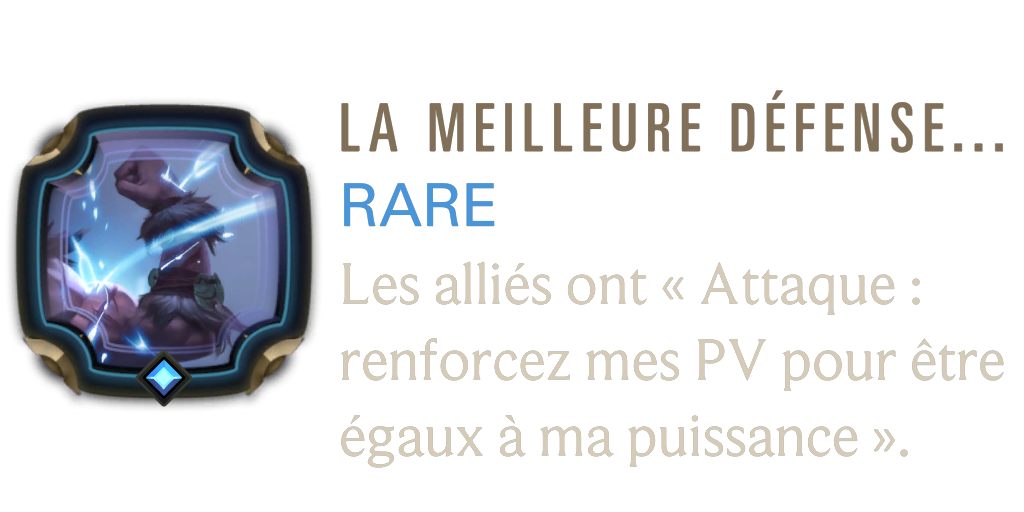 LA MEILLEURE DÉFENSE...
RARE
Les alliés ont « Attaque :
renforcez mes PV pour être
égaux à ma puissance ».